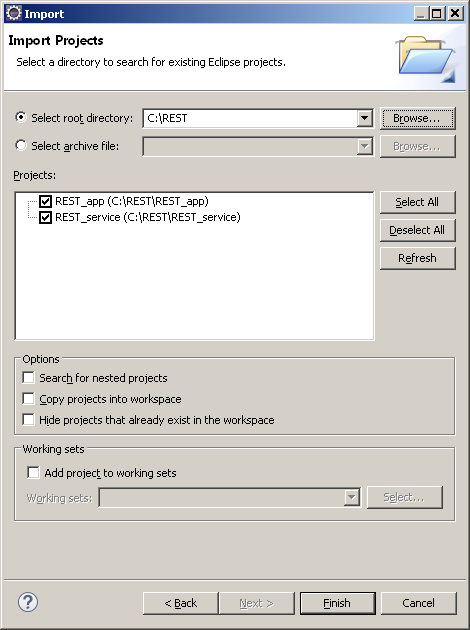 Import
Import Projects
Select a directory to search for existing Eclipse projects.
Select root directory: C:\REST Browse...
Select archive file: Browse...
Projects:
REST_app (C:\REST\REST_app) Select All
REST_service (C:\REST\REST_service)
Deselect All
Refresh
Options
Search for nested projects
Copy projects into workspace
Hide projects that already exist in the workspace
Working sets
Add project to working sets
Working sets: Select...
? < Back Next > Finish Cancel